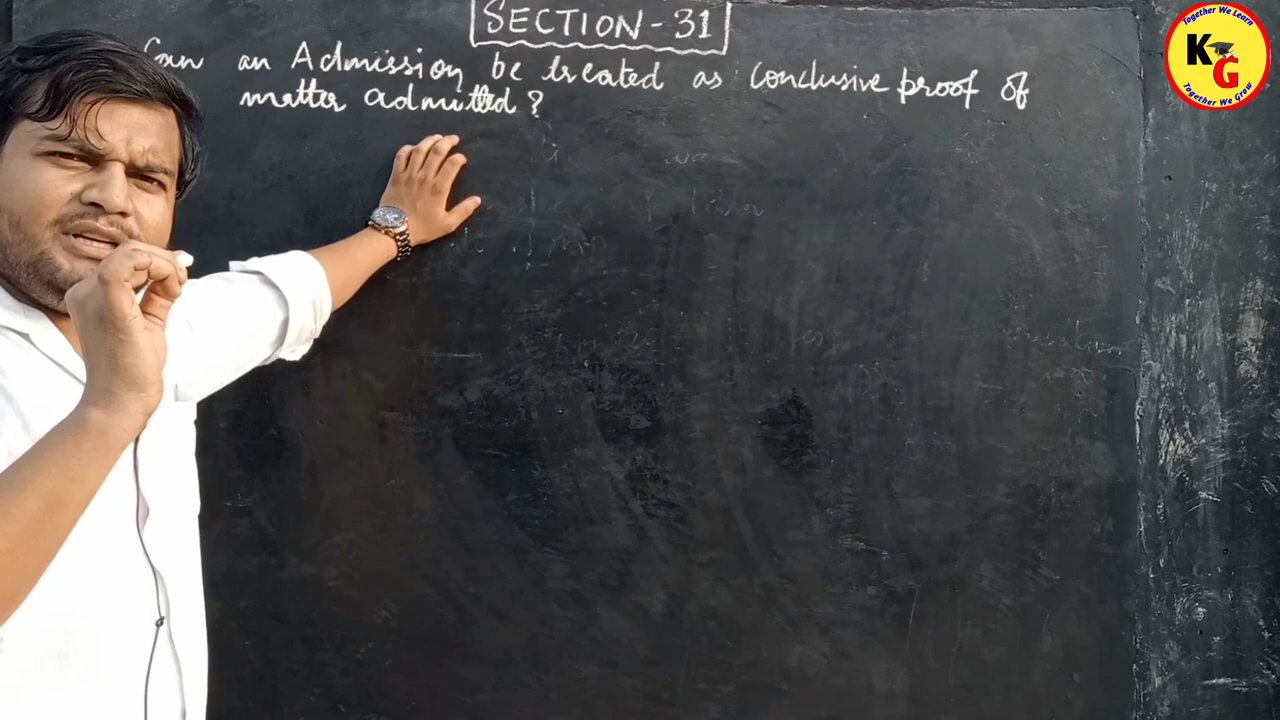 SECTION - 31
Can an Admission be treated as conclusive proof of
matter admitted ?
Together We Learn
KG
Together We Grow